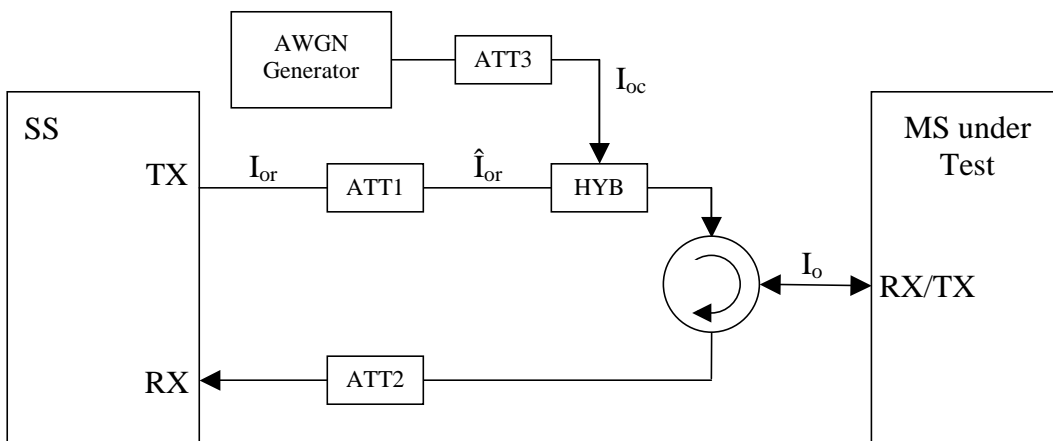 AWGN
Generator
ATT3
I_oc
SS
MS under
Test
TX
I_or
ATT1
Î_or
HYB
I_o
RX/TX
RX
ATT2